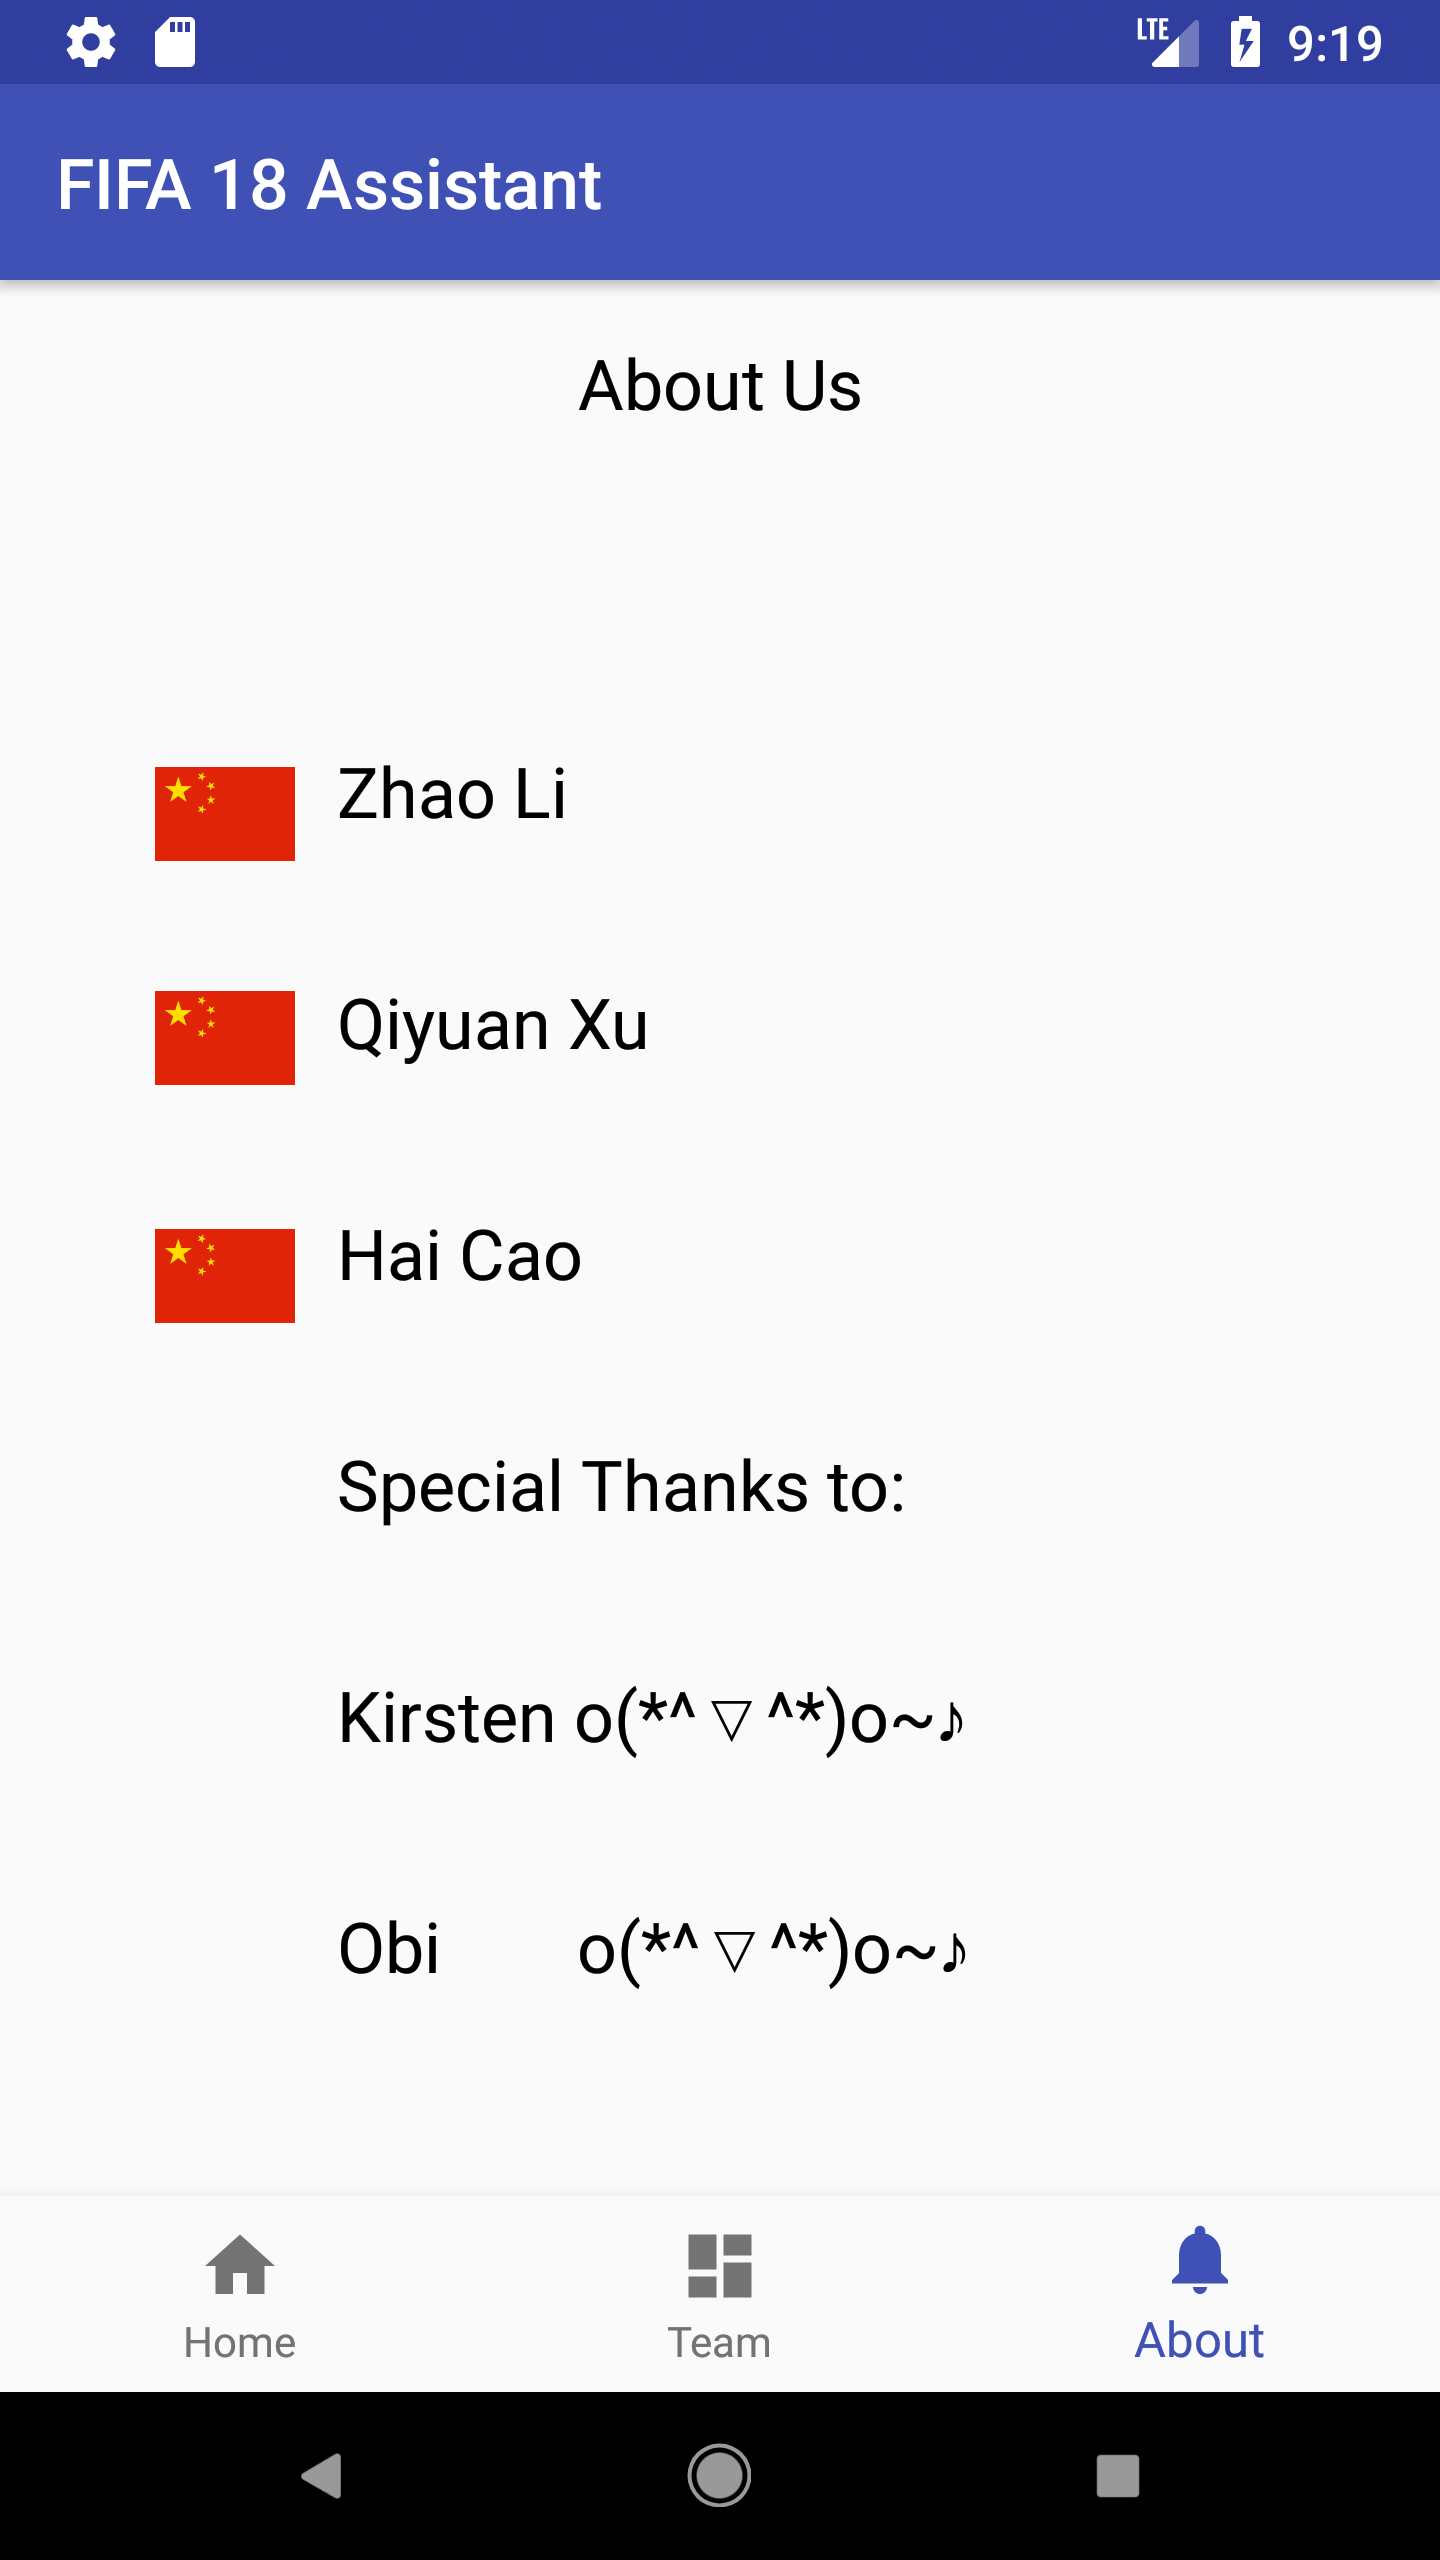 LTE 9:19
FIFA 18 Assistant
About Us
Zhao Li
Qiyuan Xu
Hai Cao
Special Thanks to:
Kirsten o(*^▽^*)o~♪
Obi o(*^▽^*)o~♪
Home Team About